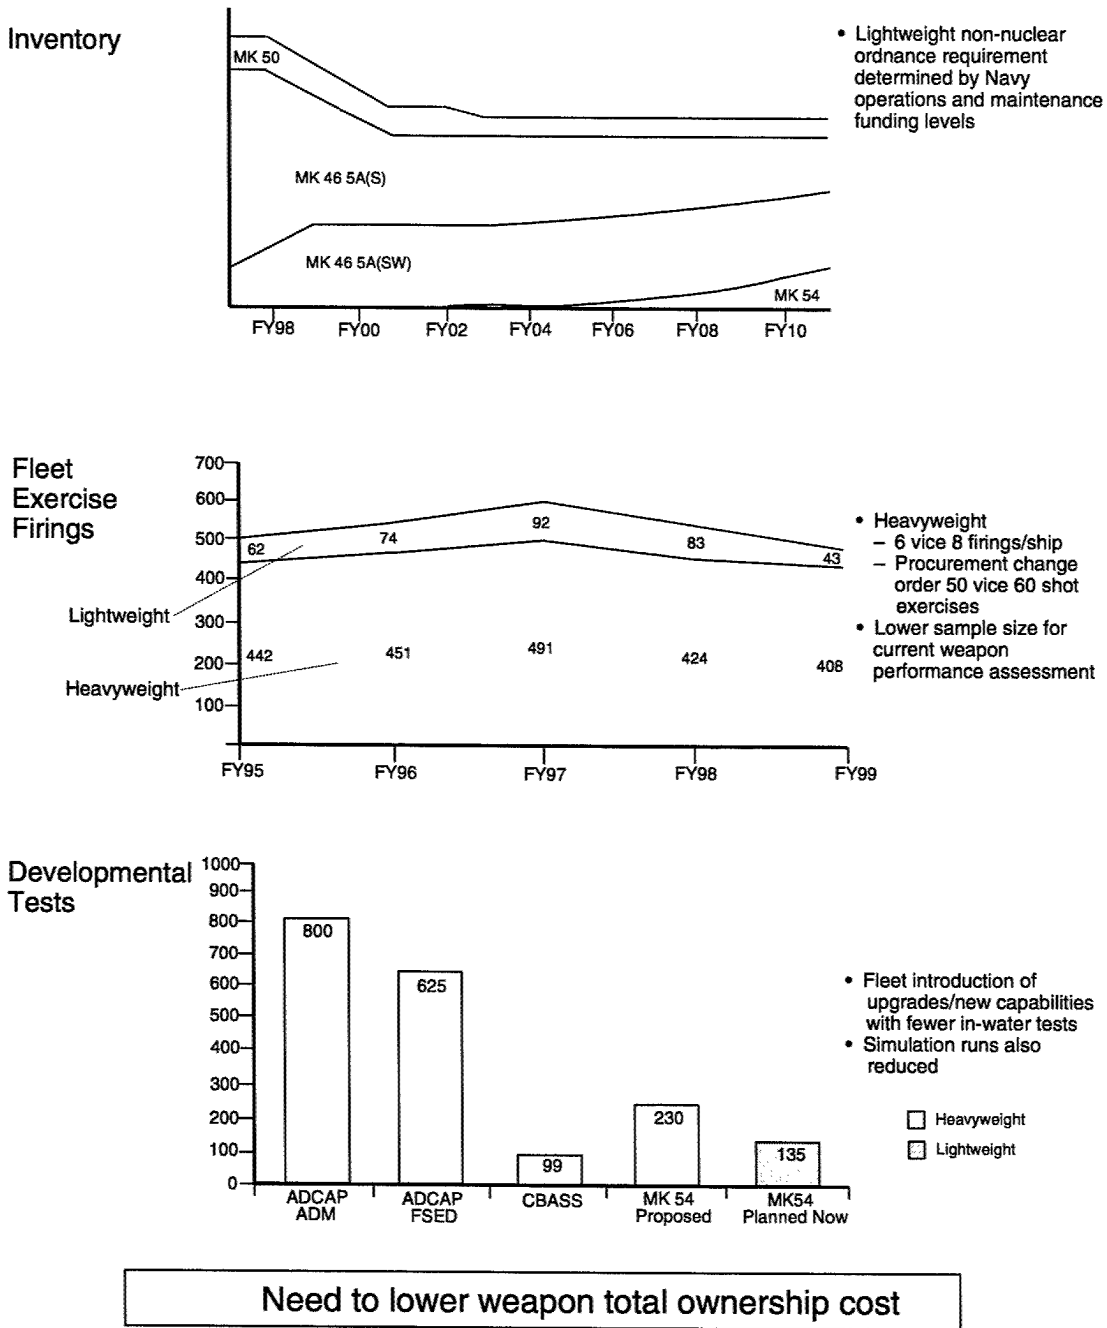 Inventory
MK 50
MK 46 5A(S)
MK 46 5A(SW)
MK 54
FY98
FY00
FY02
FY04
FY06
FY08
FY10
• Lightweight non-nuclear
ordnance requirement
determined by Navy
operations and maintenance
funding levels
Fleet
Exercise
Firings
700
600
500
400
300
200
100
62
74
92
83
43
Lightweight
442
451
491
424
408
Heavyweight
FY95
FY96
FY97
FY98
FY99
• Heavyweight
– 6 vice 8 firings/ship
– Procurement change
order 50 vice 60 shot
exercises
• Lower sample size for
current weapon
performance assessment
Developmental
Tests
1000
900
800
700
600
500
400
300
200
100
0
800
625
99
230
135
ADCAP
ADM
ADCAP
FSED
CBASS
MK 54
Proposed
MK54
Planned Now
• Fleet introduction of
upgrades/new capabilities
with fewer in-water tests
• Simulation runs also
reduced
Heavyweight
Lightweight
Need to lower weapon total ownership cost